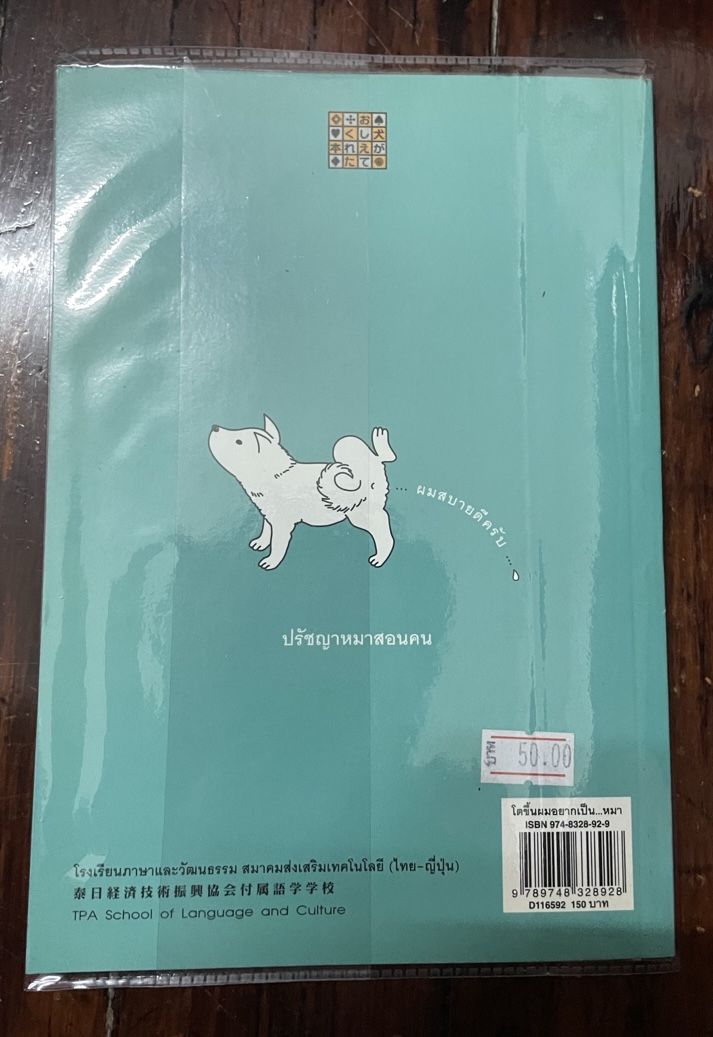 犬が
おしえて
くれた
本
... ผมสบายดีครับ ...
ปรัชญาหมาสอนคน
บาท 50.00
โตขึ้นผมอยากเป็น...หมา
ISBN 974-8328-92-9
9 789748 328928
D116592 150 บาท
โรงเรียนภาษาและวัฒนธรรม สมาคมส่งเสริมเทคโนโลยี (ไทย-ญี่ปุ่น)
泰日経済技術振興協会付属語学学校
TPA School of Language and Culture